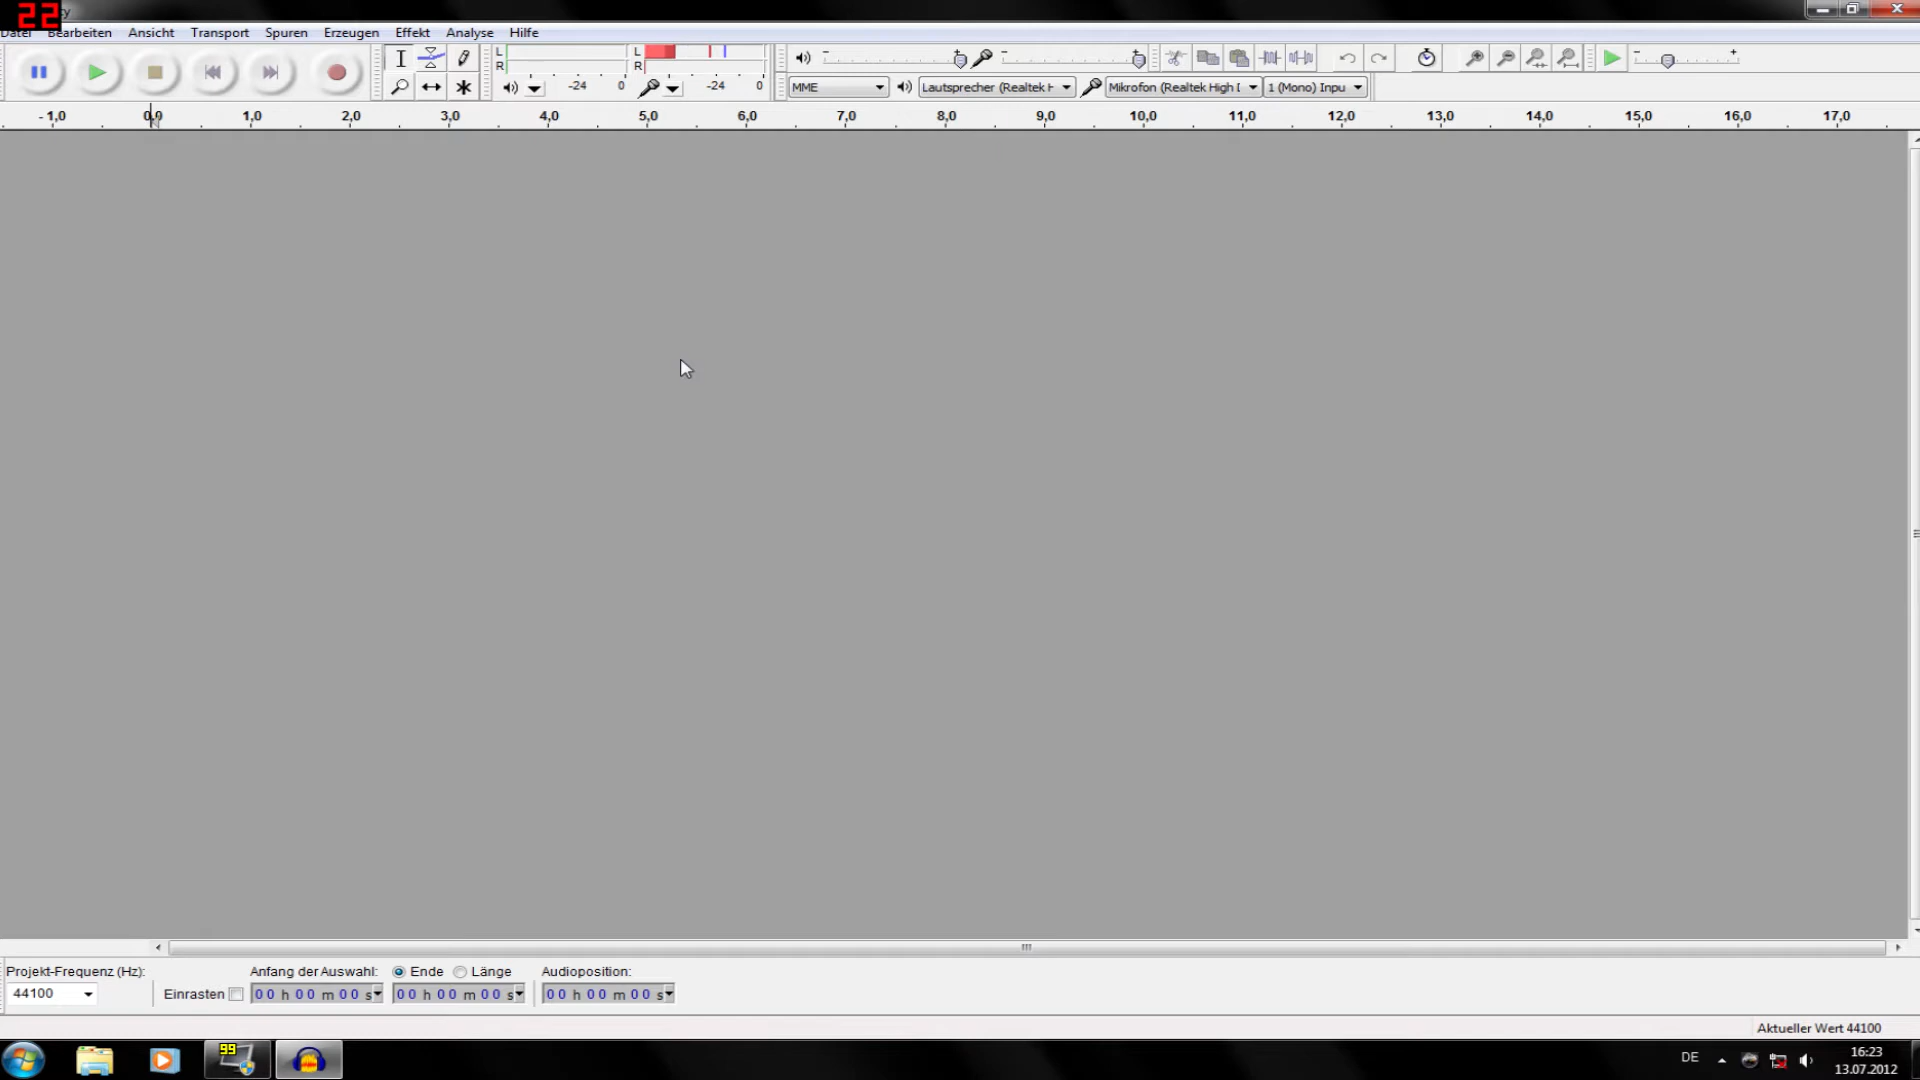 22
Datei Bearbeiten Ansicht Transport Spuren Erzeugen Effekt Analyse Hilfe
L
R
-24 0
L
R
-24 0
MME
Lautsprecher (Realtek H
Mikrofon (Realtek High D
1 (Mono) Inpu
- 1,0 0,0 1,0 2,0 3,0 4,0 5,0 6,0 7,0 8,0 9,0 10,0 11,0 12,0 13,0 14,0 15,0 16,0 17,0
Projekt-Frequenz (Hz):
44100
Einrasten
Anfang der Auswahl: Ende Länge Audioposition:
00 h 00 m 00 s 00 h 00 m 00 s 00 h 00 m 00 s
Aktueller Wert 44100
99
DE
16:23
13.07.2012